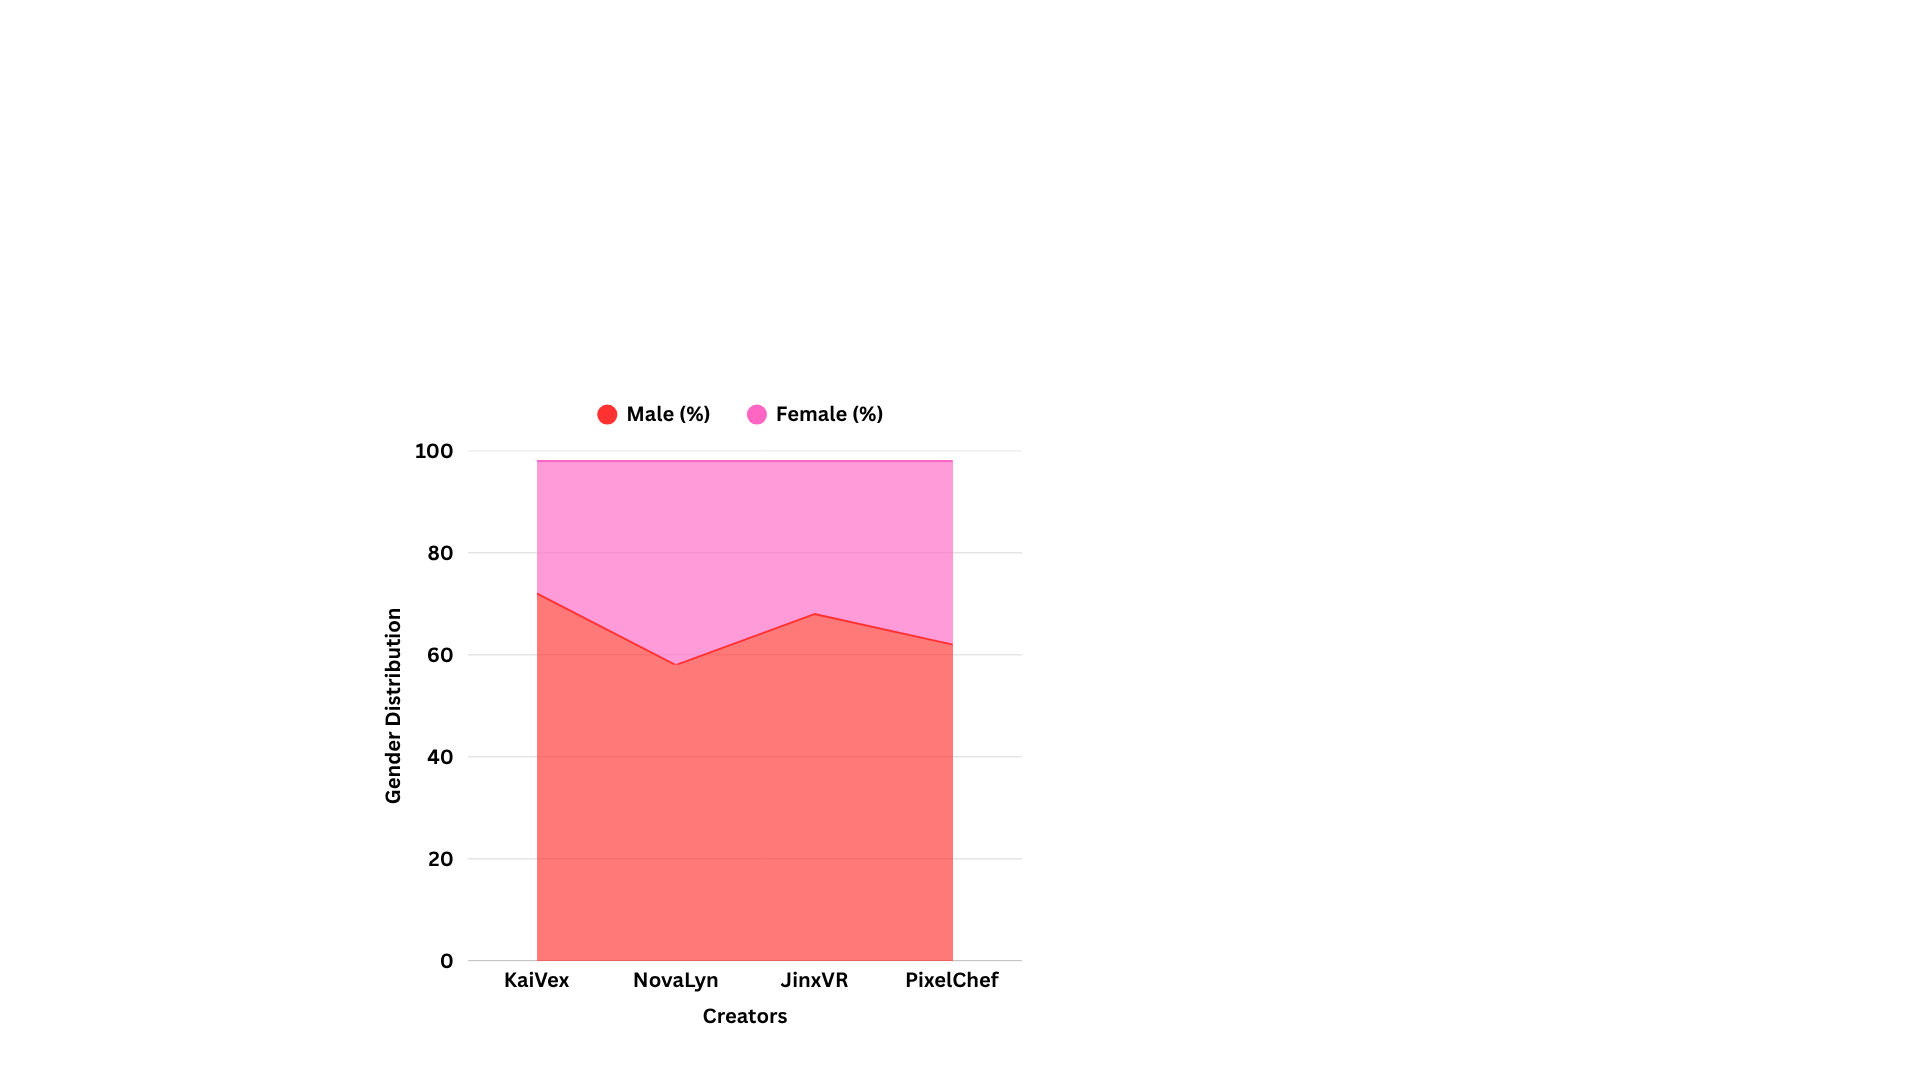 Male (%) Female (%)
100
80
60
40
20
0
Gender Distribution
KaiVex NovaLyn JinxVR PixelChef
Creators